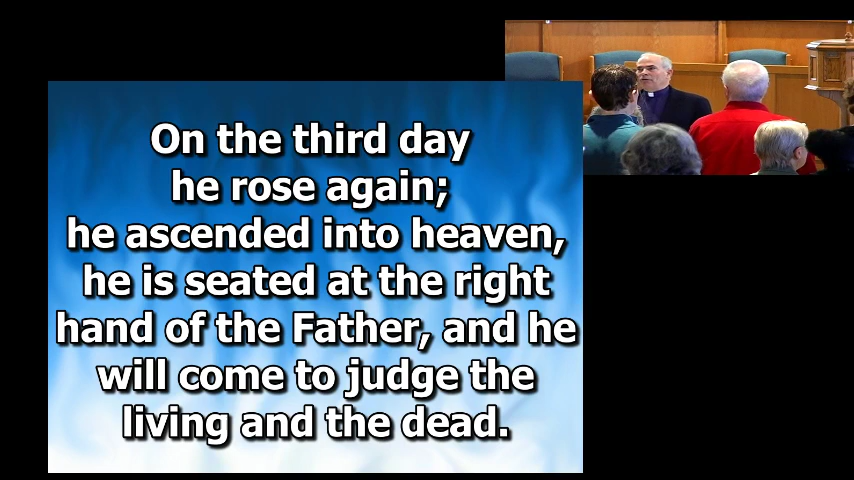 On the third day
he rose again;
he ascended into heaven,
he is seated at the right
hand of the Father, and he
will come to judge the
living and the dead.